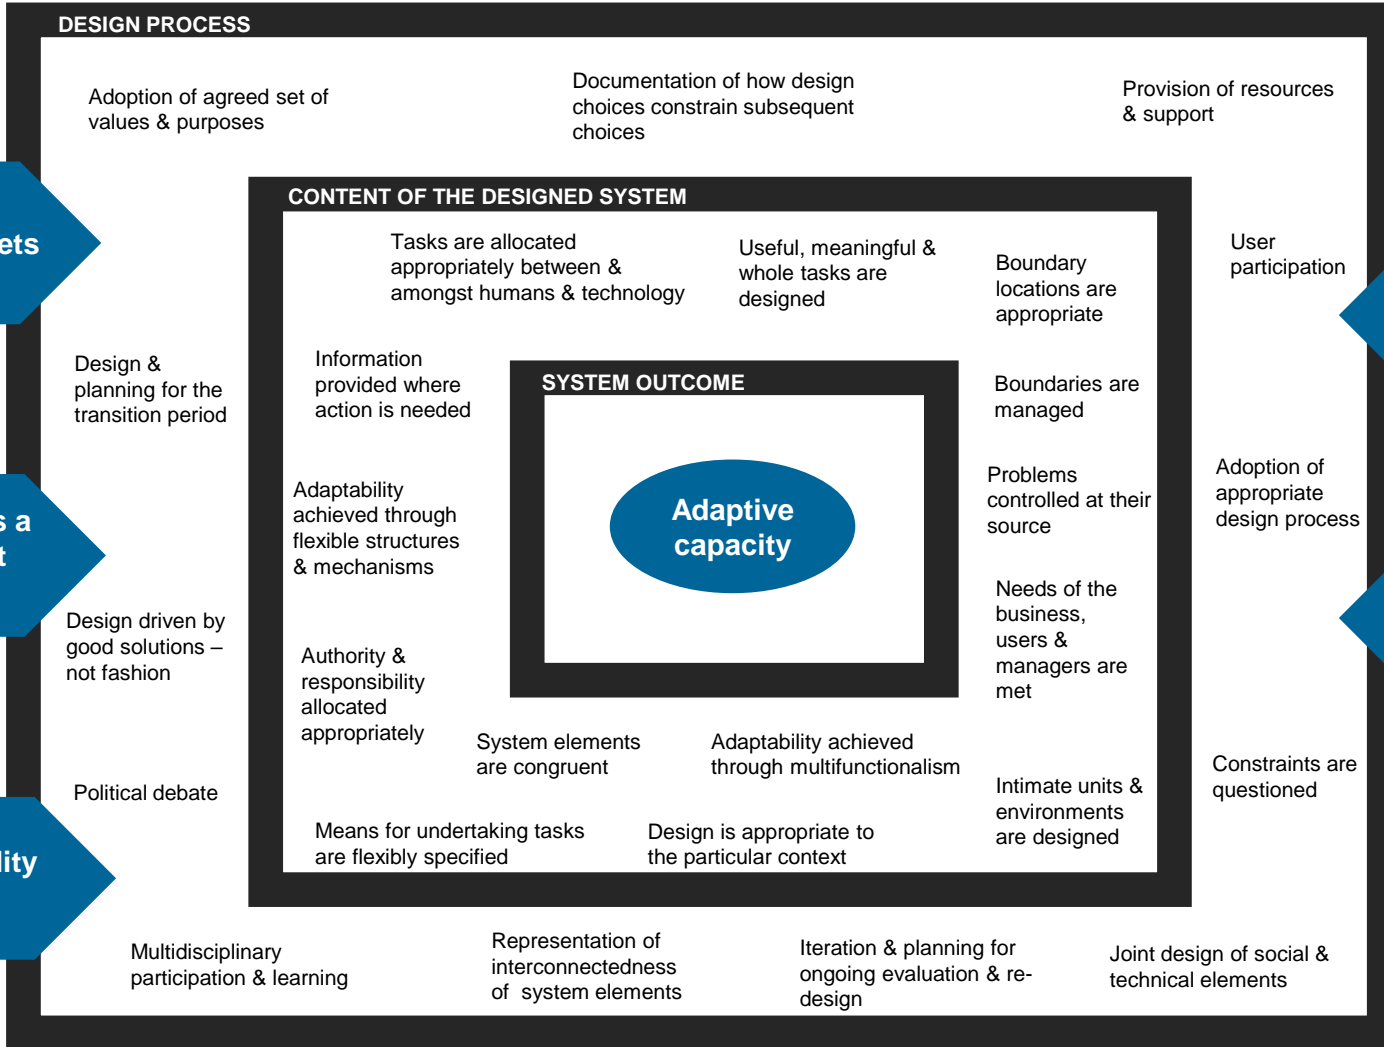 DESIGN PROCESS
Adoption of agreed set of
values & purposes
Documentation of how design
choices constrain subsequent
choices
Provision of resources
& support
CONTENT OF THE DESIGNED SYSTEM
Tasks are allocated
appropriately between &
amongst humans & technology
Useful, meaningful &
whole tasks are
designed
Boundary
locations are
appropriate
User
participation
ets
Design &
planning for the
transition period
Information
provided where
action is needed
SYSTEM OUTCOME
Boundaries are
managed
Adaptability
achieved through
flexible structures
& mechanisms
Adaptive
capacity
Problems
controlled at their
source
Adoption of
appropriate
design process
s a
t
Design driven by
good solutions –
not fashion
Authority &
responsibility
allocated
appropriately
Needs of the
business,
users &
managers are
met
System elements
are congruent
Adaptability achieved
through multifunctionalism
Constraints are
questioned
Political debate
Means for undertaking tasks
are flexibly specified
Design is appropriate to
the particular context
Intimate units &
environments
are designed
lity
Multidisciplinary
participation & learning
Representation of
interconnectedness
of system elements
Iteration & planning for
ongoing evaluation & re-
design
Joint design of social &
technical elements